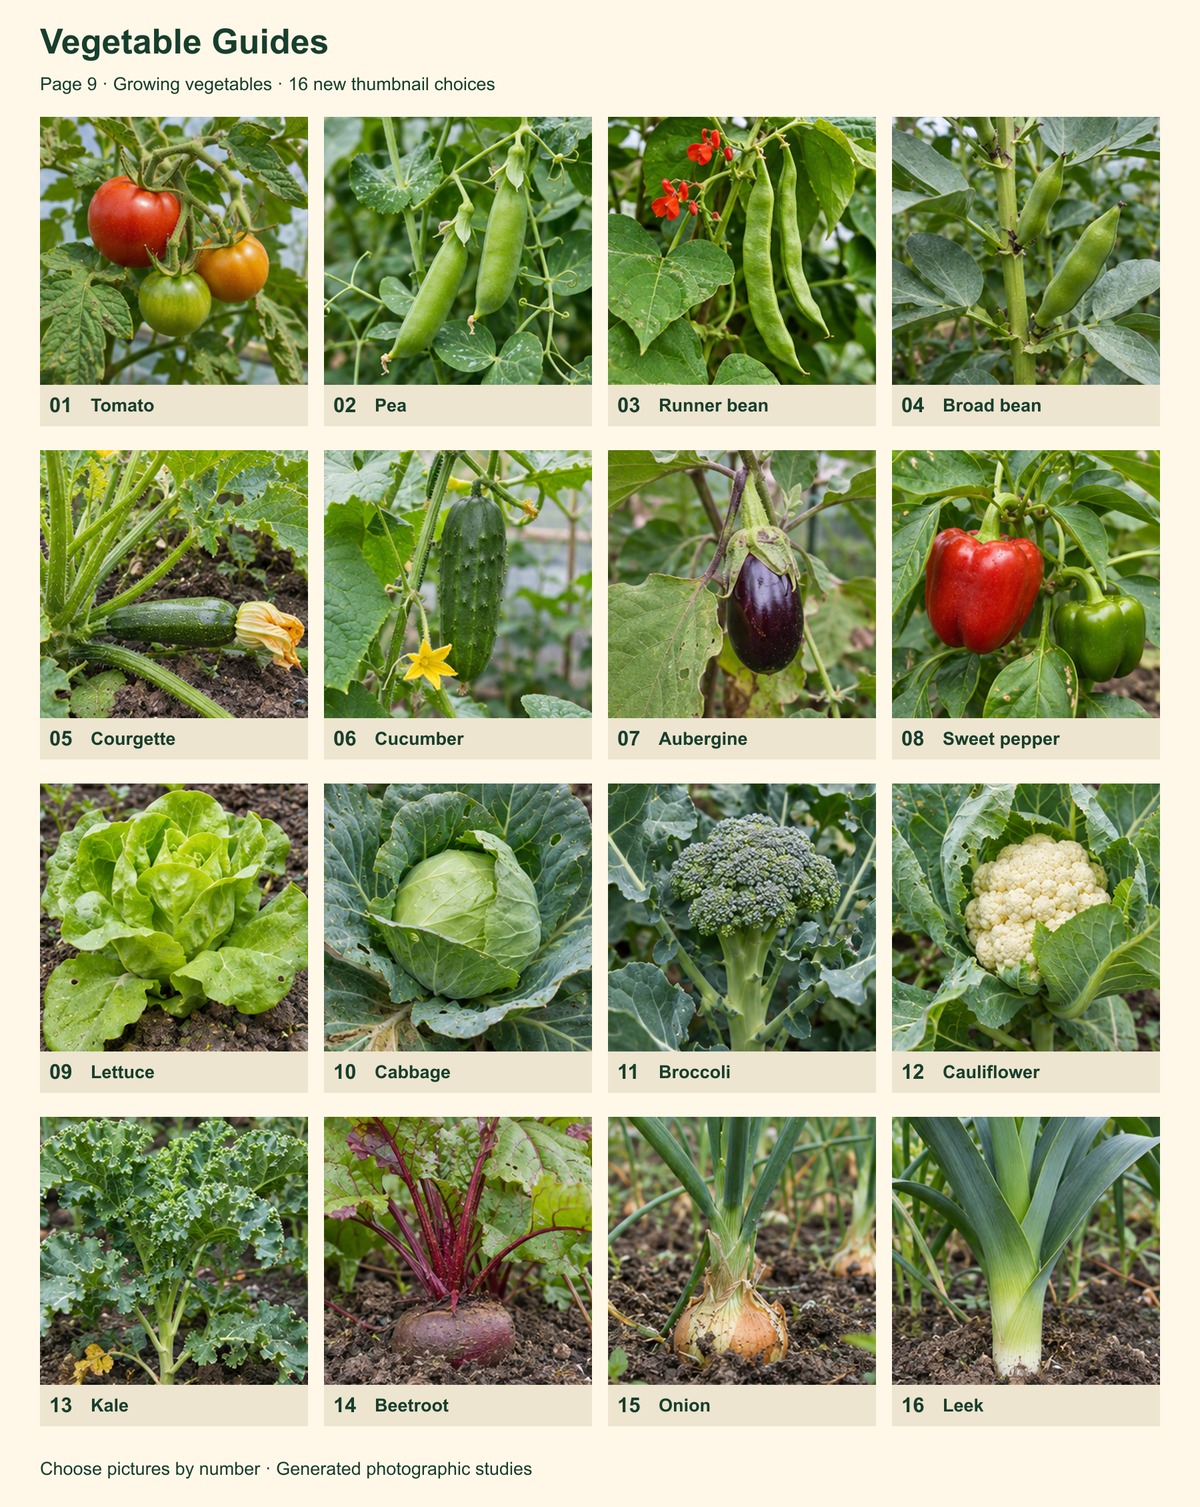 Vegetable Guides
Page 9 · Growing vegetables · 16 new thumbnail choices
01 Tomato
02 Pea
03 Runner bean
04 Broad bean
05 Courgette
06 Cucumber
07 Aubergine
08 Sweet pepper
09 Lettuce
10 Cabbage
11 Broccoli
12 Cauliflower
13 Kale
14 Beetroot
15 Onion
16 Leek
Choose pictures by number · Generated photographic studies